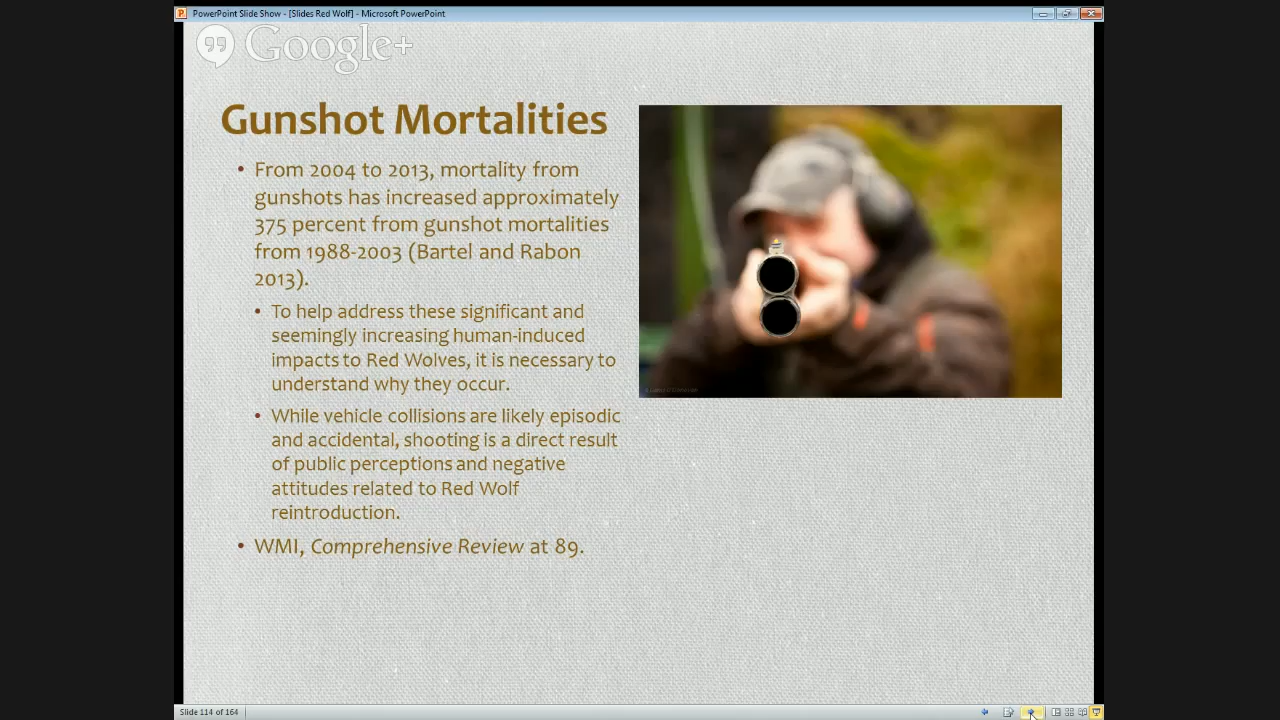 PowerPoint Slide Show - [Slides Red Wolf] - Microsoft PowerPoint
Google+
Gunshot Mortalities
• From 2004 to 2013, mortality from
gunshots has increased approximately
375 percent from gunshot mortalities
from 1988-2003 (Bartel and Rabon
2013).
• To help address these significant and
seemingly increasing human-induced
impacts to Red Wolves, it is necessary to
understand why they occur.
• While vehicle collisions are likely episodic
and accidental, shooting is a direct result
of public perceptions and negative
attitudes related to Red Wolf
reintroduction.
• WMI, Comprehensive Review at 89.
Slide 114 of 164